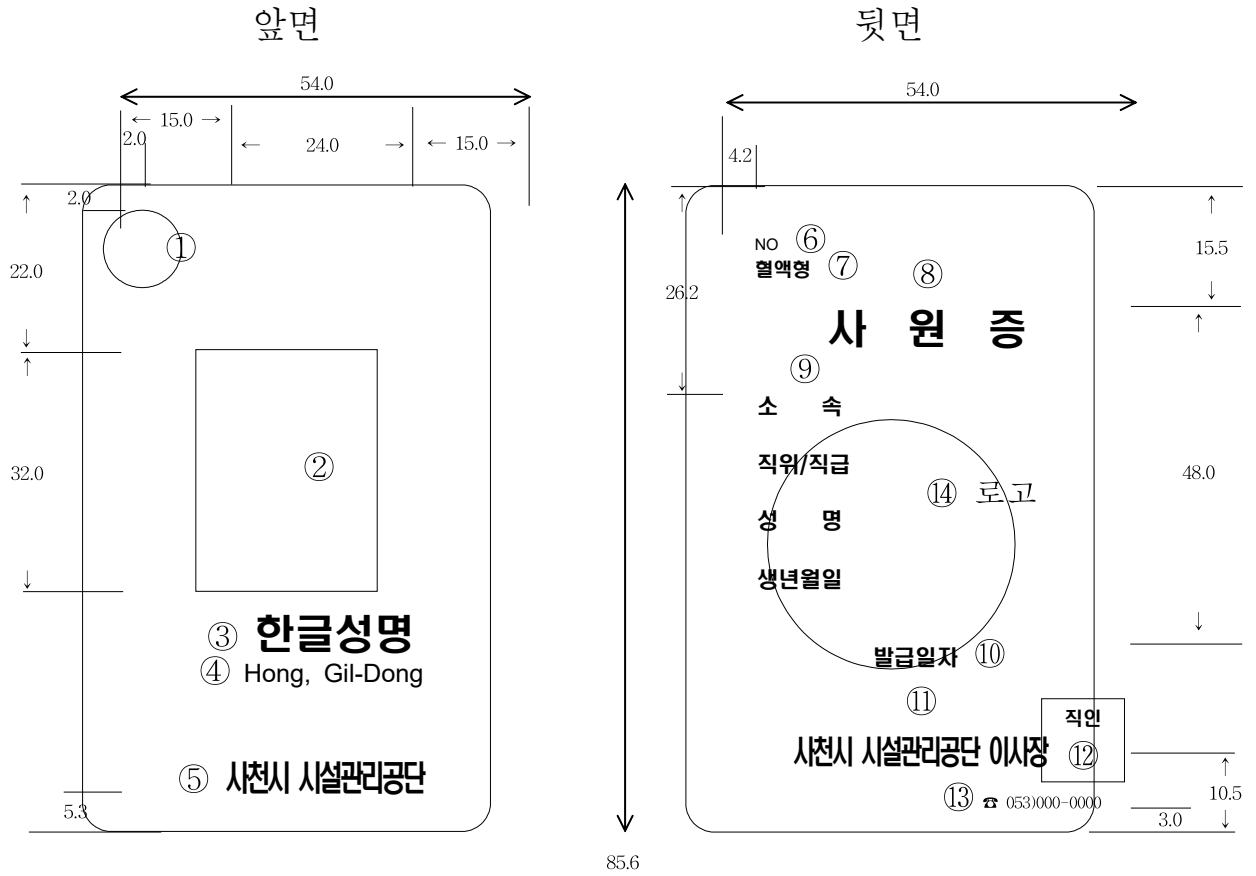 앞면
뒷면
54.0
54.0
← 15.0 →
2.0
← 24.0 →
← 15.0 →
4.2
2.0
①
22.0
32.0
②
③ 한글성명
④ Hong, Gil-Dong
⑤ 사천시 시설관리공단
5.3
85.6
26.2
NO ⑥
혈액형 ⑦
⑧
사 원 증
⑨
소 속
직위/직급
⑭ 로고
성 명
생년월일
발급일자 ⑩
⑪
직인
⑫
사천시 시설관리공단 이사장
⑬ ☎ 053)000-0000
15.5
48.0
10.5
3.0